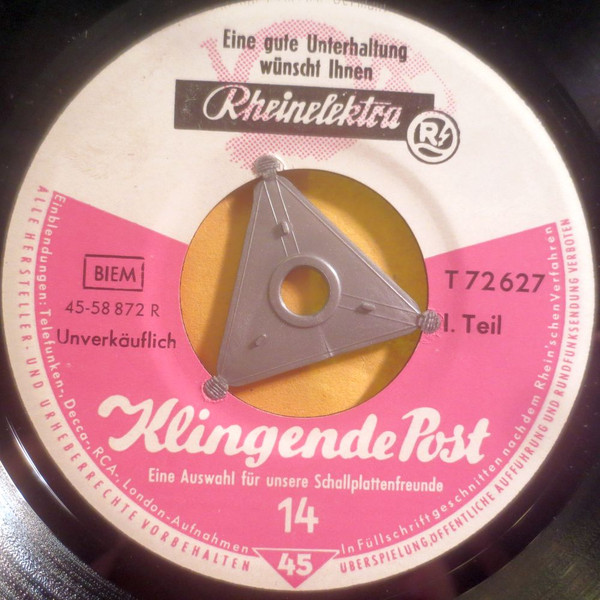 Eine gute Unterhaltung
wünscht Ihnen
Rheinelektra
R
BIEM
45-58 872 R
Unverkäuflich
T 72 627
I. Teil
Klingende Post
Eine Auswahl für unsere Schallplattenfreunde
14
45
Einblendungen: Telefunken-, Decca-, RCA-, London-Aufnahmen
ALLE HERSTELLER- UND URHEBERRECHTE VORBEHALTEN
In Füllschrift geschnitten nach dem Rhein'schen Verfahren
ÜBERSPIELUNG, ÖFFENTLICHE AUFFÜHRUNG UND RUNDFUNKSENDUNG VERBOTEN